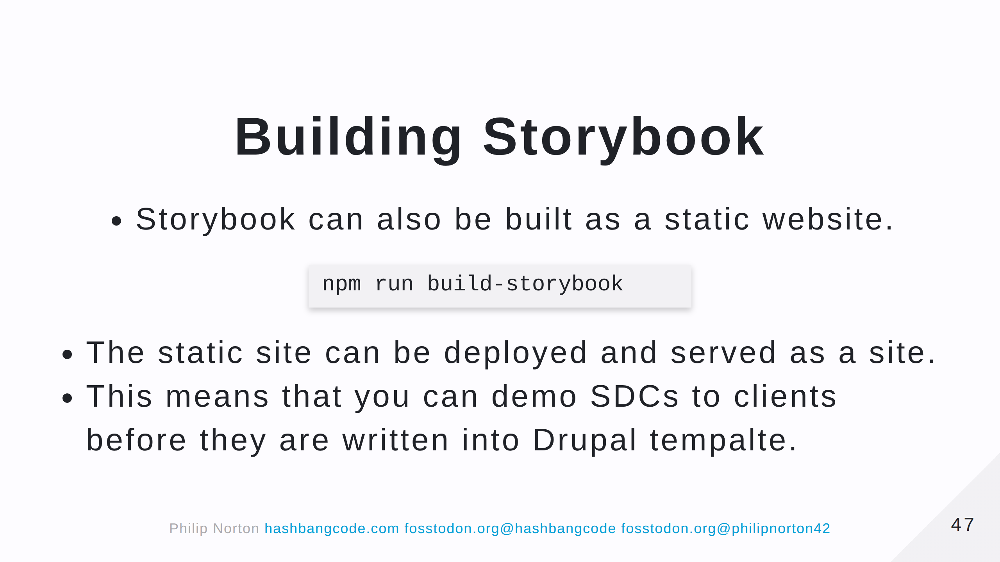 Building Storybook
• Storybook can also be built as a static website.
npm run build-storybook
• The static site can be deployed and served as a site.
• This means that you can demo SDCs to clients
before they are written into Drupal tempalte.
Philip Norton hashbangcode.com fosstodon.org@hashbangcode fosstodon.org@philipnorton42
47